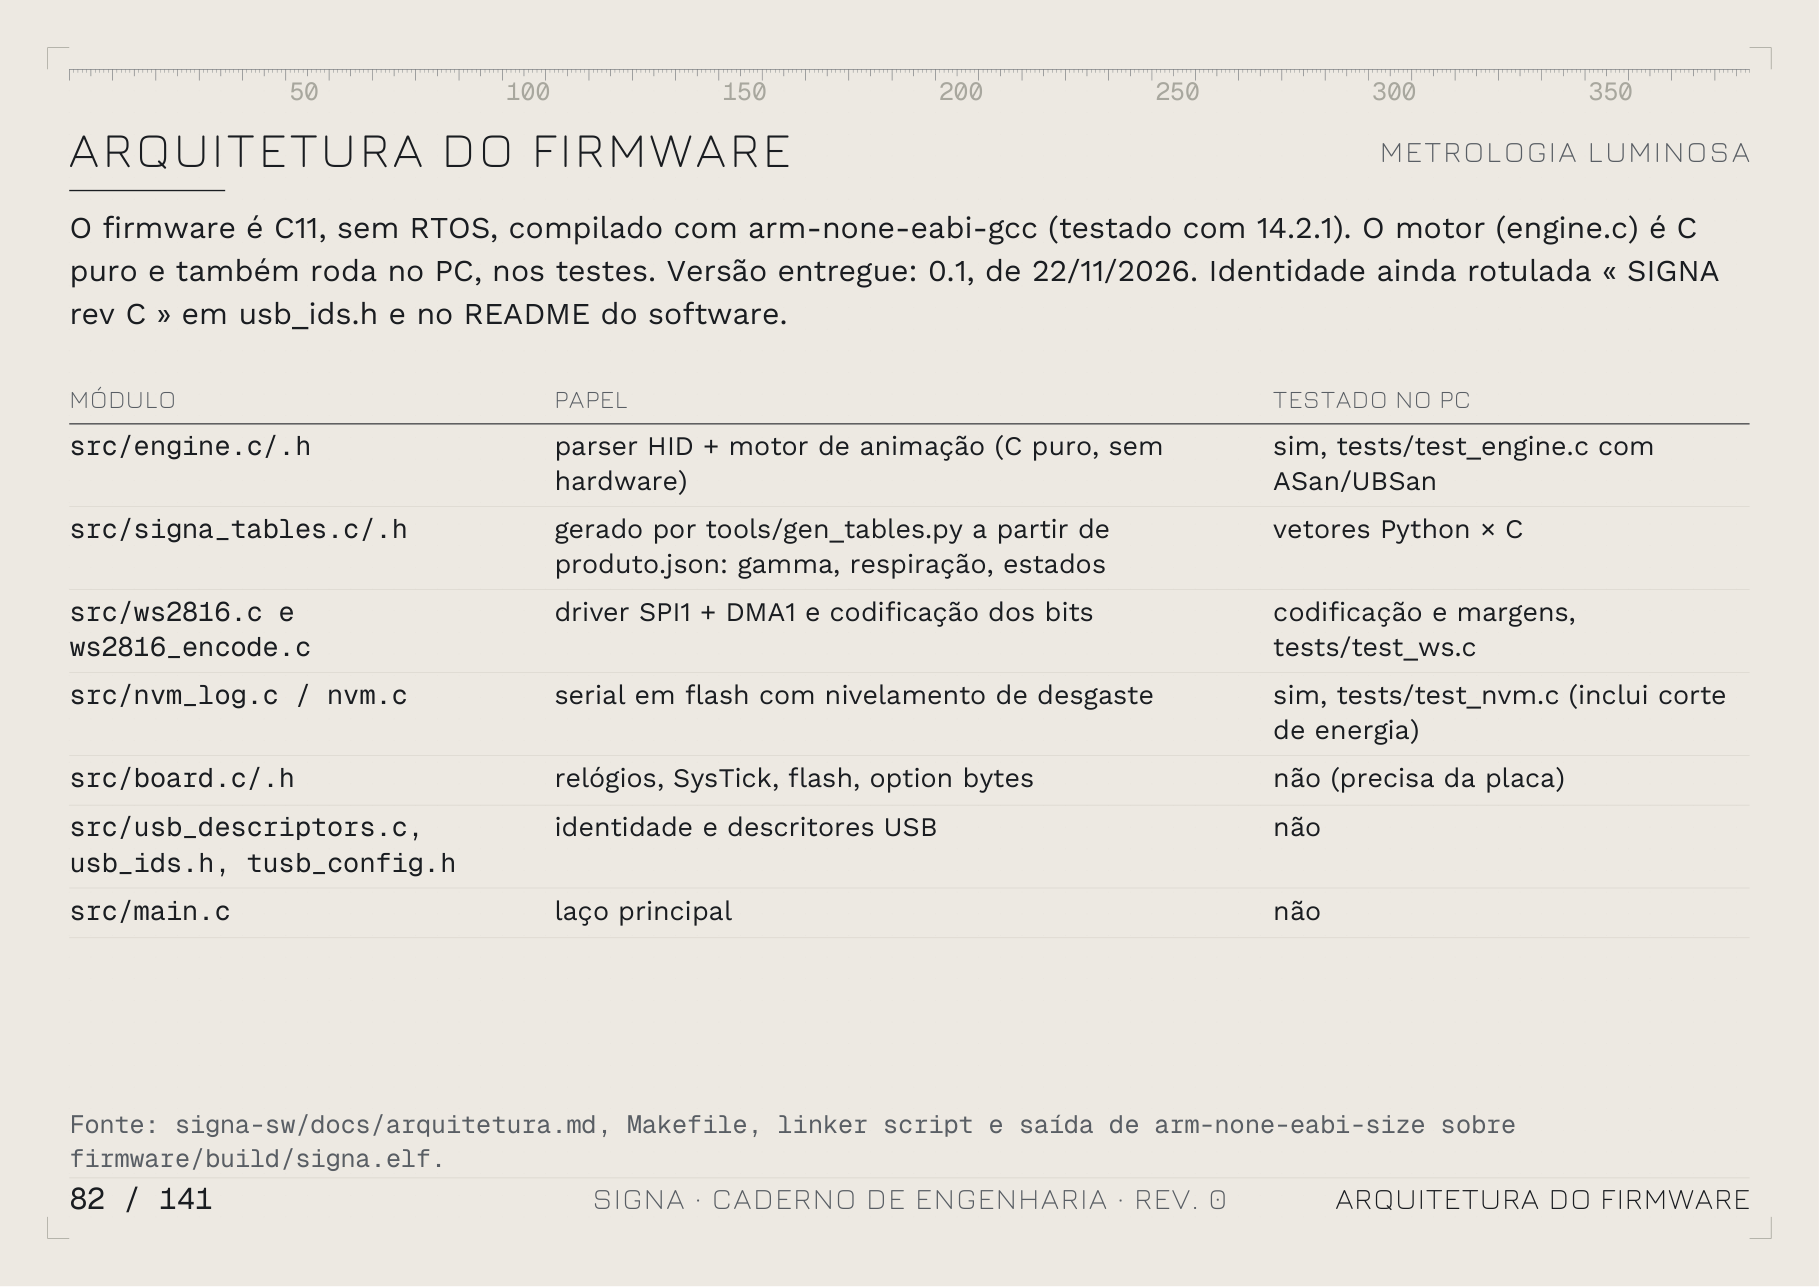 50 100 150 200 250 300 350
ARQUITETURA DO FIRMWARE
METROLOGIA LUMINOSA
O firmware é C11, sem RTOS, compilado com arm-none-eabi-gcc (testado com 14.2.1). O motor (engine.c) é C
puro e também roda no PC, nos testes. Versão entregue: 0.1, de 22/11/2026. Identidade ainda rotulada « SIGNA
rev C » em usb_ids.h e no README do software.
MÓDULO PAPEL TESTADO NO PC
src/engine.c/.h parser HID + motor de animação (C puro, sem sim, tests/test_engine.c com
hardware) ASan/UBSan
src/signa_tables.c/.h gerado por tools/gen_tables.py a partir de vetores Python × C
produto.json: gamma, respiração, estados
src/ws2816.c e driver SPI1 + DMA1 e codificação dos bits codificação e margens,
ws2816_encode.c tests/test_ws.c
src/nvm_log.c / nvm.c serial em flash com nivelamento de desgaste sim, tests/test_nvm.c (inclui corte
de energia)
src/board.c/.h relógios, SysTick, flash, option bytes não (precisa da placa)
src/usb_descriptors.c, identidade e descritores USB não
usb_ids.h, tusb_config.h
src/main.c laço principal não
Fonte: signa-sw/docs/arquitetura.md, Makefile, linker script e saída de arm-none-eabi-size sobre
firmware/build/signa.elf.
82 / 141 SIGNA · CADERNO DE ENGENHARIA · REV. 0 ARQUITETURA DO FIRMWARE